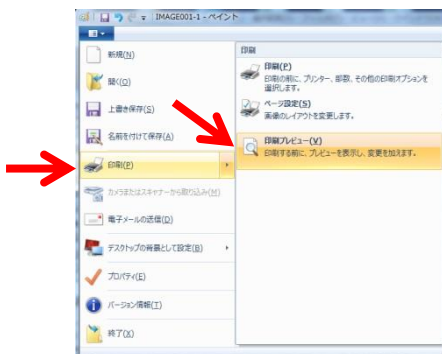 IMAGE001-1 - ペイント
新規(N)
開く(O)
上書き保存(S)
名前を付けて保存(A)
印刷(P)
カメラまたはスキャナーから取り込み(M)
電子メールの送信(D)
デスクトップの背景として設定(B)
プロパティ(E)
バージョン情報(T)
終了(X)
印刷
印刷(P)
印刷の前に、プリンター、部数、その他の印刷オプションを
選択します。
ページ設定(S)
画像のレイアウトを変更します。
印刷プレビュー(V)
印刷する前に、プレビューを表示し、変更を加えます。